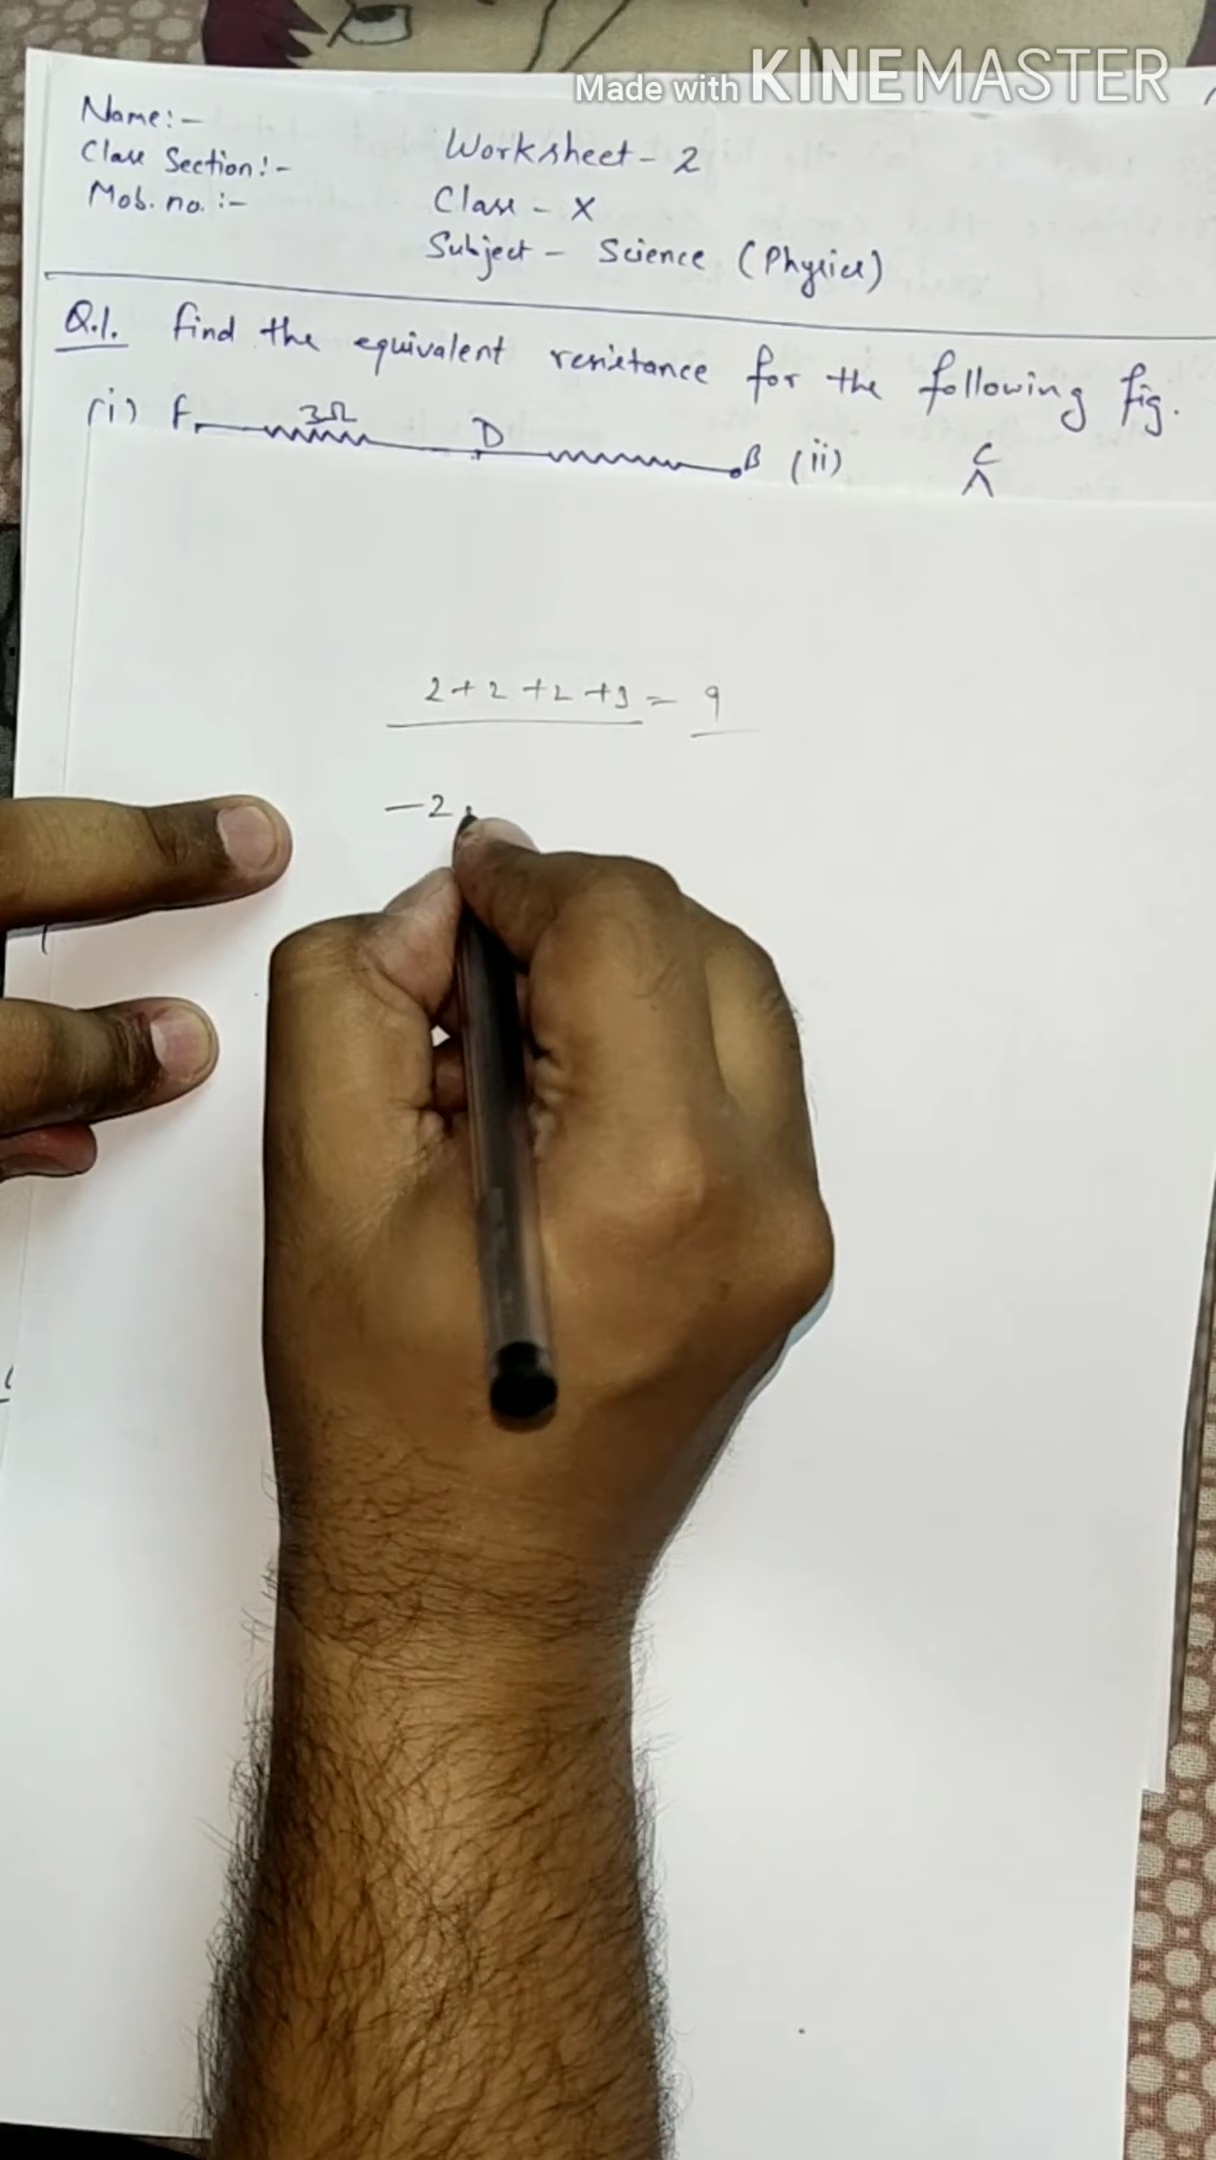 Made with KINEMASTER
Name:-
Class Section:-
Mob. no. :-
Worksheet - 2
Class - X
Subject - Science (Physics)
Q.1. find the equivalent resistance for the following fig.
(i) F 3Ω D B (ii) C
2+2+2+3 = 9
-2